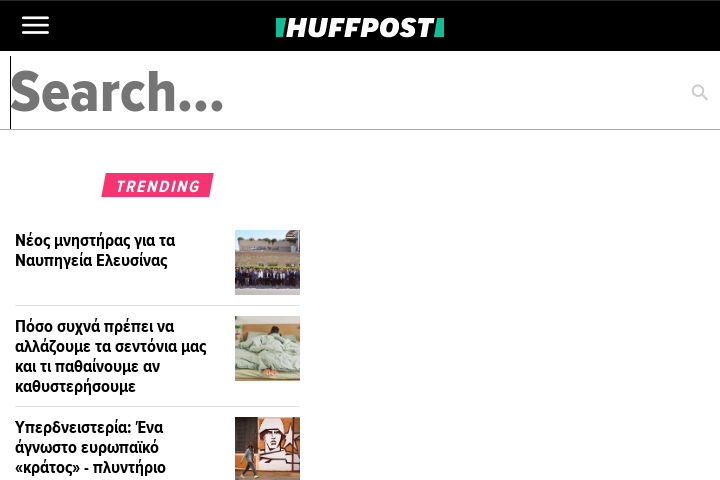 HUFFPOST
Search...
TRENDING
Νέος μνηστήρας για τα
Ναυπηγεία Ελευσίνας
Πόσο συχνά πρέπει να
αλλάζουμε τα σεντόνια μας
και τι παθαίνουμε αν
καθυστερήσουμε
Υπερδνειστερία: Ένα
άγνωστο ευρωπαϊκό
«κράτος» - πλυντήριο